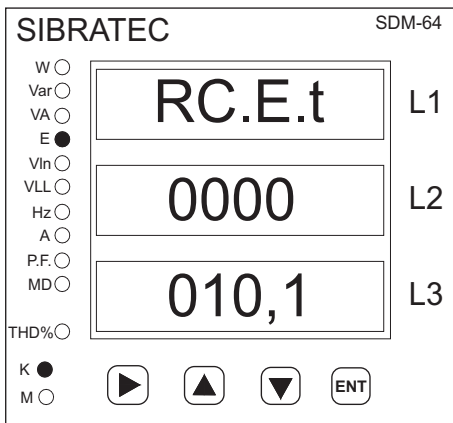 SIBRATEC SDM-64
W
Var
VA
E
Vln
VLL
Hz
A
P.F.
MD
THD%
K
M
RC.E.t L1
0000 L2
010,1 L3
ENT